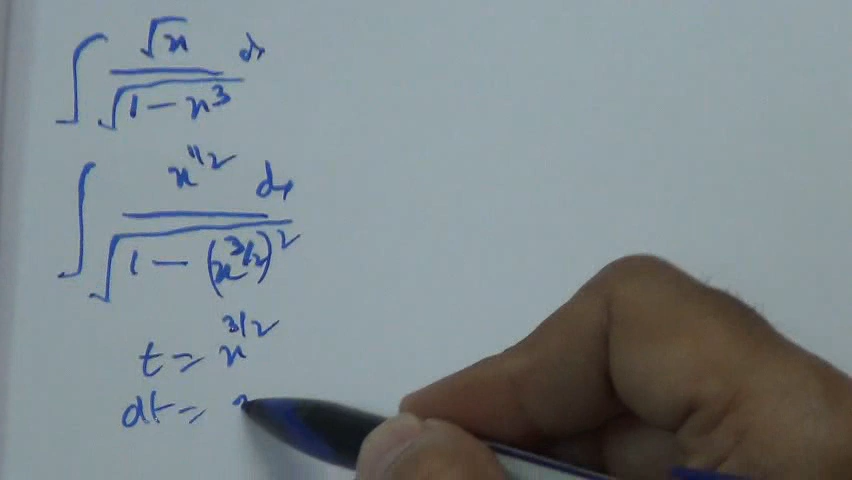 ∫ √x / √(1 − x³) dx
∫ x^(1/2) / √(1 − (x^(3/2))²) dx
t = x^(3/2)
dt =